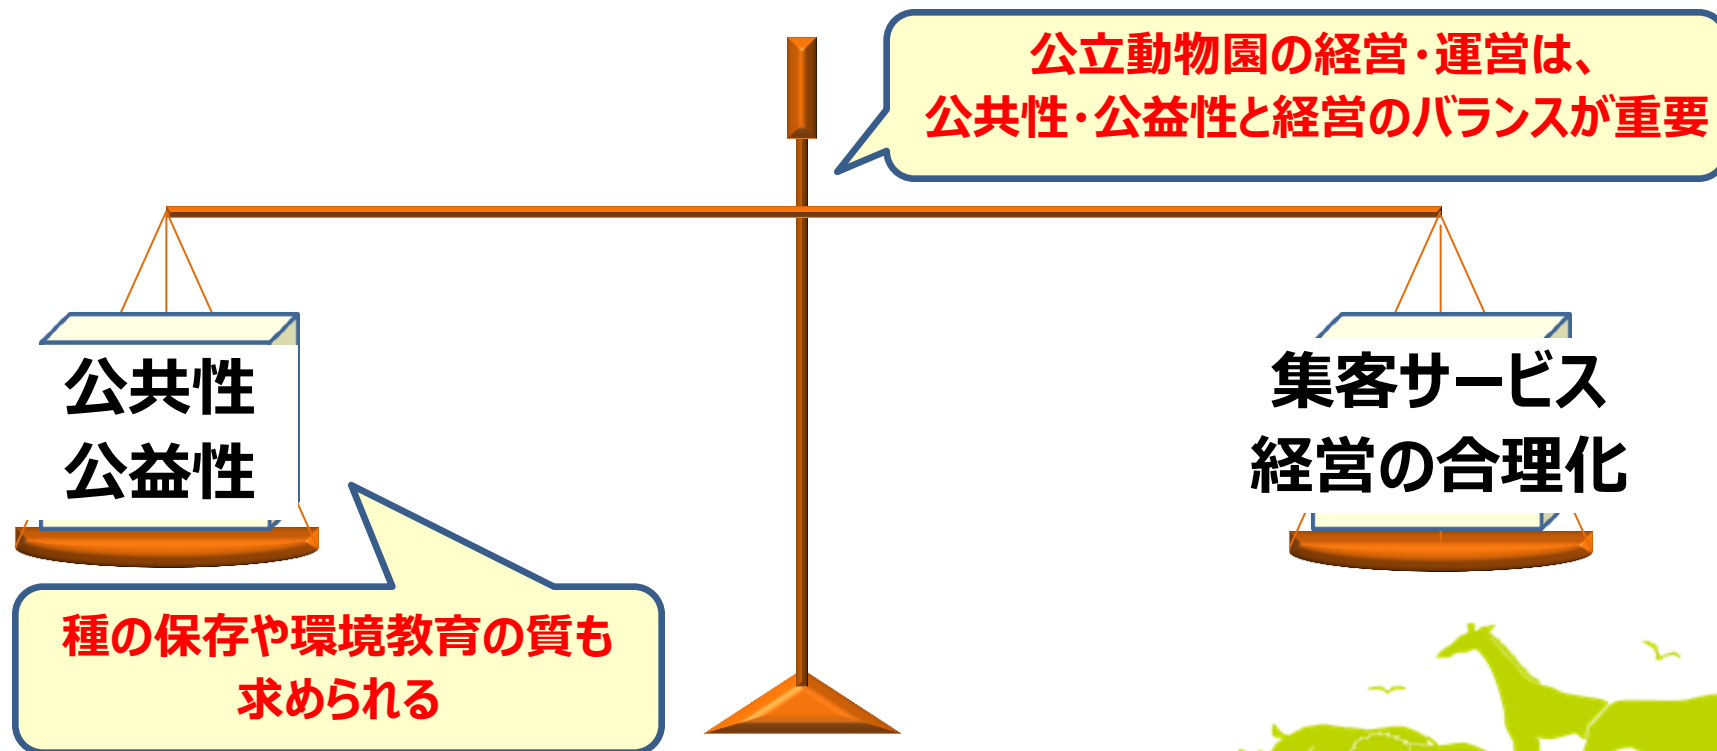 公立動物園の経営・運営は、
公共性・公益性と経営のバランスが重要
公共性
公益性
集客サービス
経営の合理化
種の保存や環境教育の質も
求められる